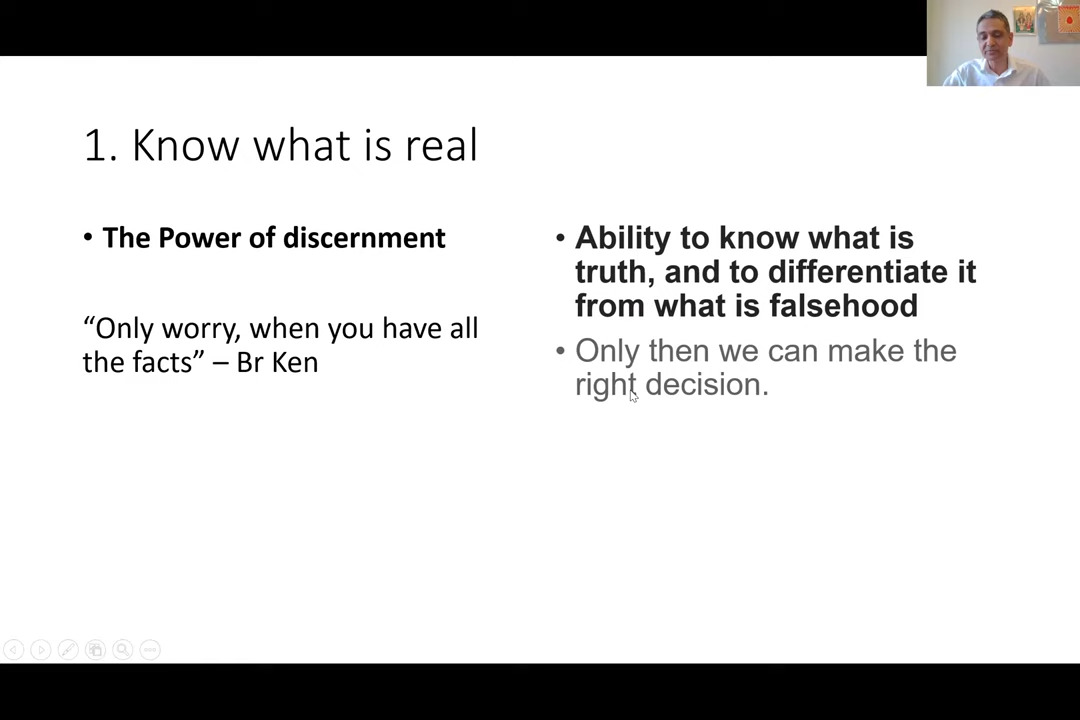 1. Know what is real
• The Power of discernment
“Only worry, when you have all
the facts” – Br Ken
• Ability to know what is
truth, and to differentiate it
from what is falsehood
• Only then we can make the
right decision.